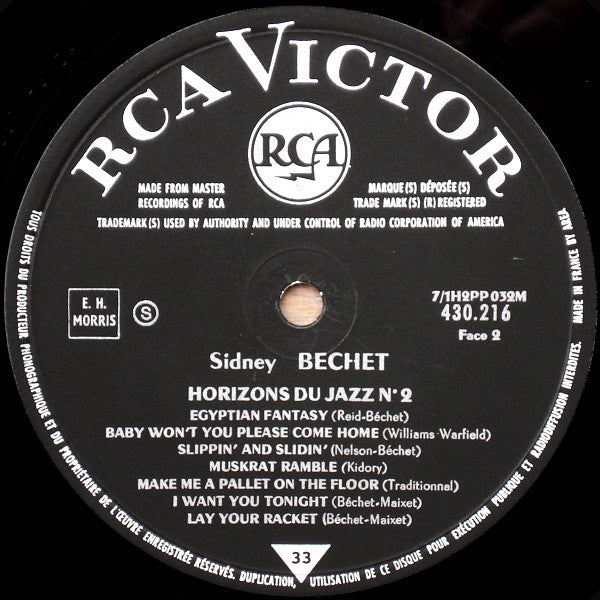 RCA VICTOR
RCA
MADE FROM MASTER
RECORDINGS OF RCA
MARQUE(S) DÉPOSÉE(S)
TRADE MARK(S) (R) REGISTERED
TRADEMARK(S) USED BY AUTHORITY AND UNDER CONTROL OF RADIO CORPORATION OF AMERICA
E. H.
MORRIS
S
7/1H2PP032M
430.216
Face 2
Sidney BECHET
HORIZONS DU JAZZ N° 2
EGYPTIAN FANTASY (Reid-Béchet)
BABY WON'T YOU PLEASE COME HOME (Williams-Warfield)
SLIPPIN' AND SLIDIN' (Nelson-Béchet)
MUSKRAT RAMBLE (Kidory)
MAKE ME A PALLET ON THE FLOOR (Traditionnal)
I WANT YOU TONIGHT (Béchet-Maixet)
LAY YOUR RACKET (Béchet-Maixet)
33
TOUS DROITS DU PRODUCTEUR PHONOGRAPHIQUE ET DU PROPRIÉTAIRE DE L'ŒUVRE ENREGISTRÉE RÉSERVÉS. DUPLICATION, UTILISATION DE CE DISQUE POUR EXÉCUTION PUBLIQUE ET RADIODIFFUSION INTERDITES. MADE IN FRANCE BY AREA.